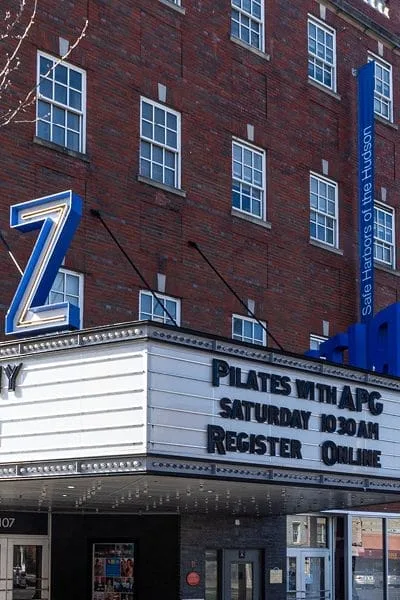 Z
Safe Harbors of the Hudson
Y
PILATES WITH APG
SATURDAY 10 30 AM
REGISTER ONLINE
107